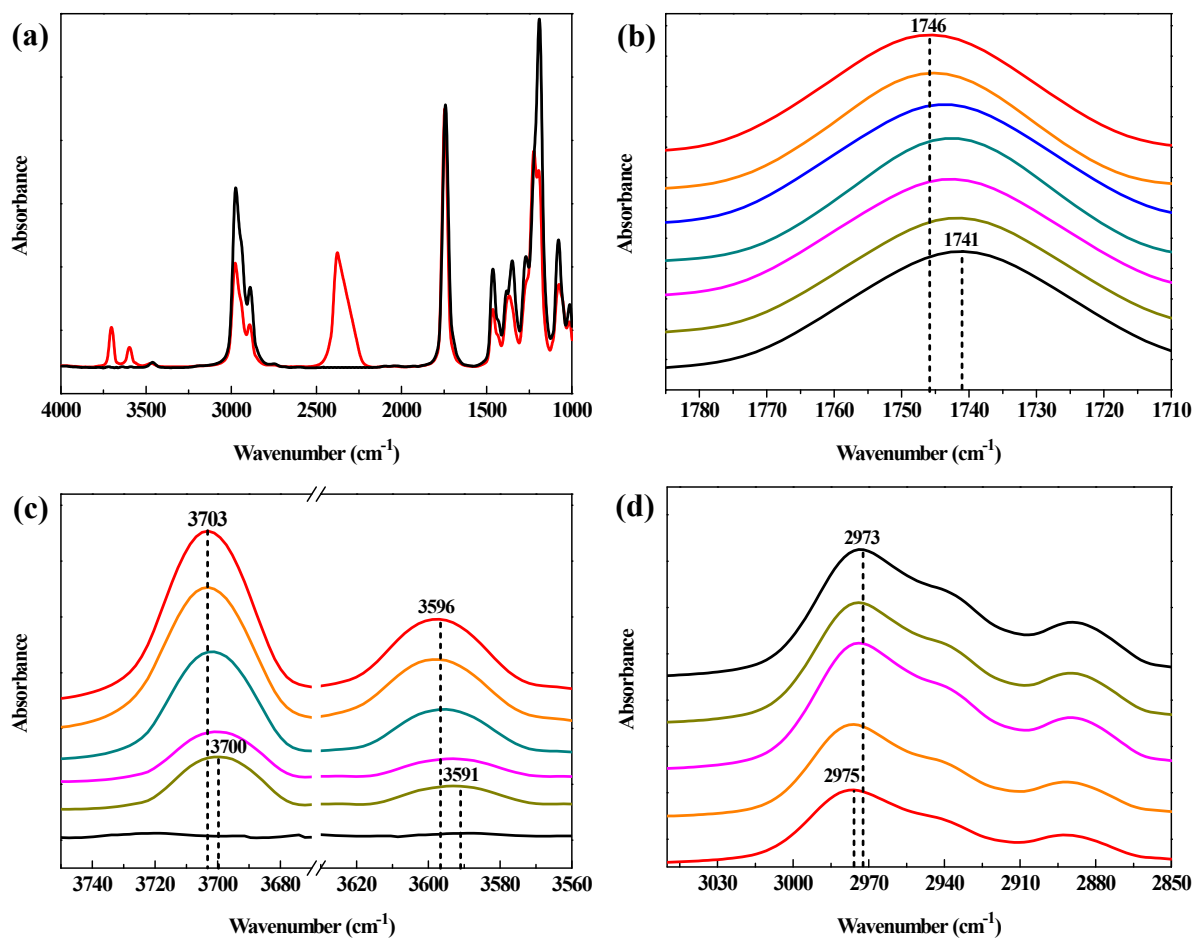 (a)
Absorbance
4000 3500 3000 2500 2000 1500 1000
Wavenumber (cm⁻¹)
(b)
1746
1741
Absorbance
1780 1770 1760 1750 1740 1730 1720 1710
Wavenumber (cm⁻¹)
(c)
3703
3596
3700
3591
Absorbance
3740 3720 3700 3680 3620 3600 3580 3560
Wavenumber (cm⁻¹)
(d)
2973
2975
Absorbance
3030 3000 2970 2940 2910 2880 2850
Wavenumber (cm⁻¹)